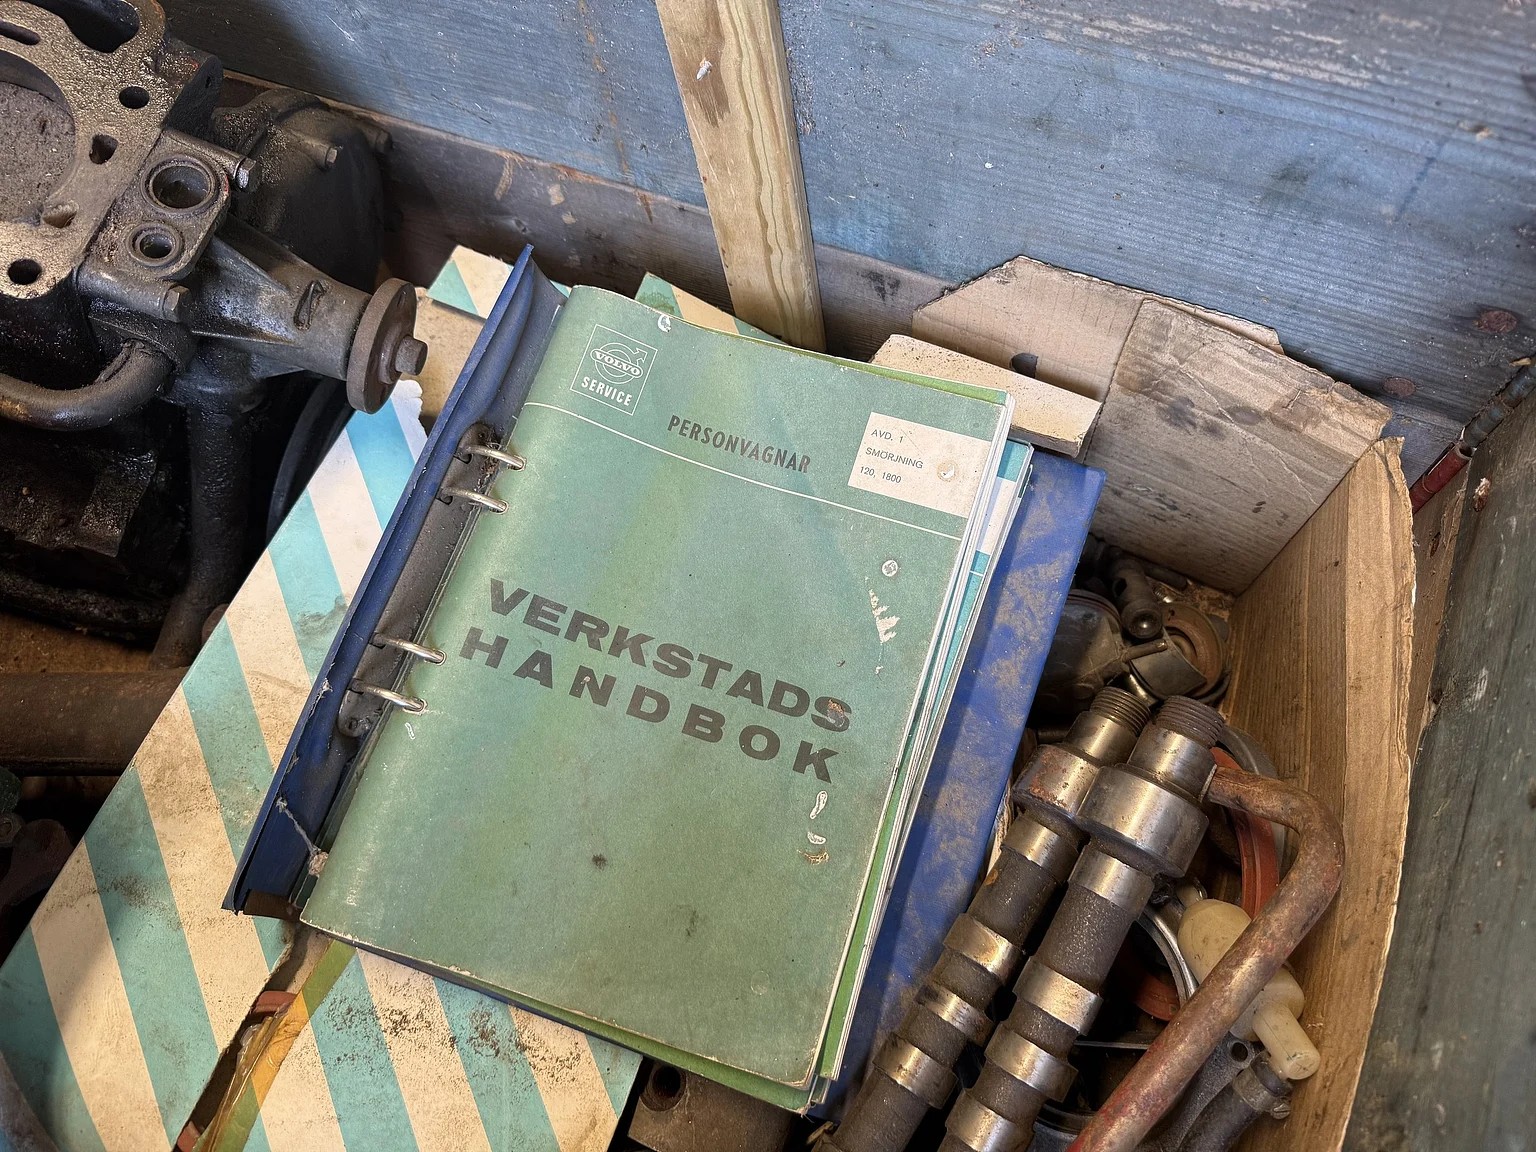 VOLVO
SERVICE
PERSONVAGNAR
AVD. 1
SMÖRJNING
120, 1800
VERKSTADS
HANDBOK